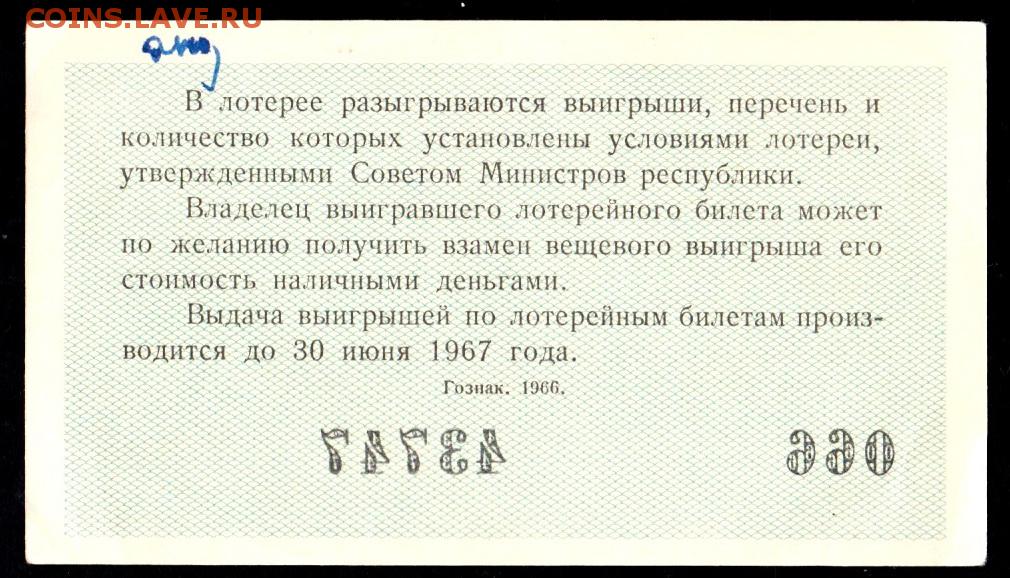 COINS.LAVE.RU
В лотерее разыгрываются выигрыши, перечень и
количество которых установлены условиями лотереи,
утвержденными Советом Министров республики.
Владелец выигравшего лотерейного билета может
по желанию получить взамен вещевого выигрыша его
стоимость наличными деньгами.
Выдача выигрышей по лотерейным билетам произ-
водится до 30 июня 1967 года.
Гознак. 1966.
43747 066